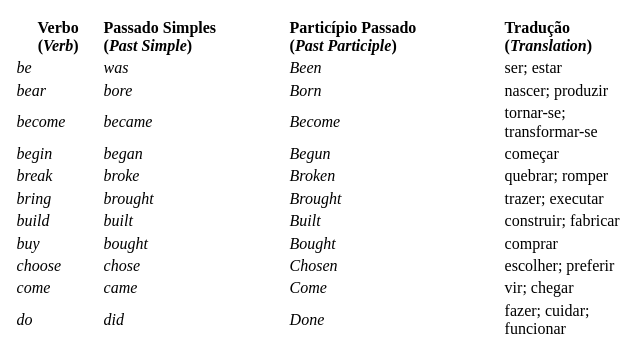 Verbo Passado Simples Particípio Passado Tradução
(Verb) (Past Simple) (Past Participle) (Translation)
be was Been ser; estar
bear bore Born nascer; produzir
become became Become tornar-se;
transformar-se
begin began Begun começar
break broke Broken quebrar; romper
bring brought Brought trazer; executar
build built Built construir; fabricar
buy bought Bought comprar
choose chose Chosen escolher; preferir
come came Come vir; chegar
do did Done fazer; cuidar;
funcionar